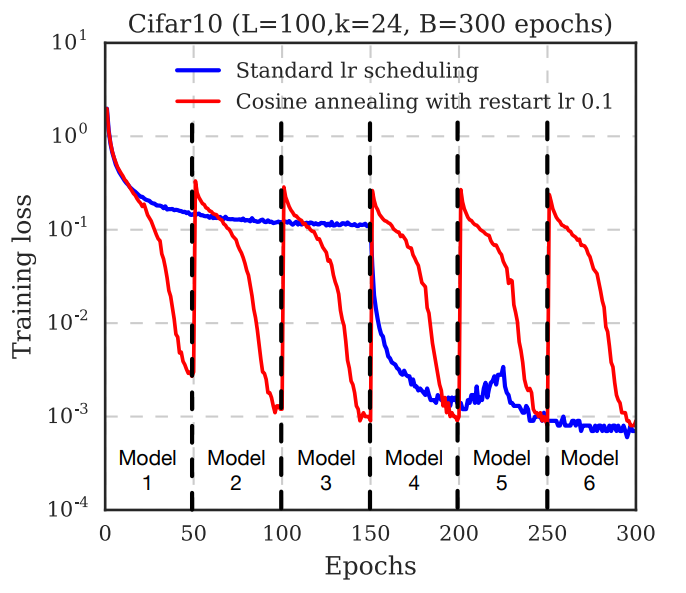 Cifar10 (L=100,k=24, B=300 epochs)
Standard lr scheduling
Cosine annealing with restart lr 0.1
Training loss
10^1
10^0
10^-1
10^-2
10^-3
10^-4
Model 1
Model 2
Model 3
Model 4
Model 5
Model 6
0 50 100 150 200 250 300
Epochs